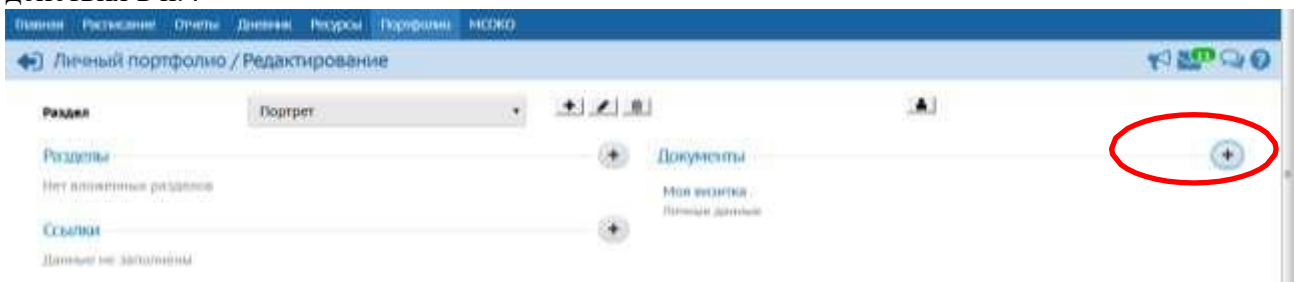 Главная Расписание Отчеты Дневник Ресурсы Портфолио МСОКО
Личный портфолио / Редактирование
Раздел Портрет
Разделы
Нет вложенных разделов
Ссылки
Данные не заполнены
Документы
Моя визитка
Личные данные